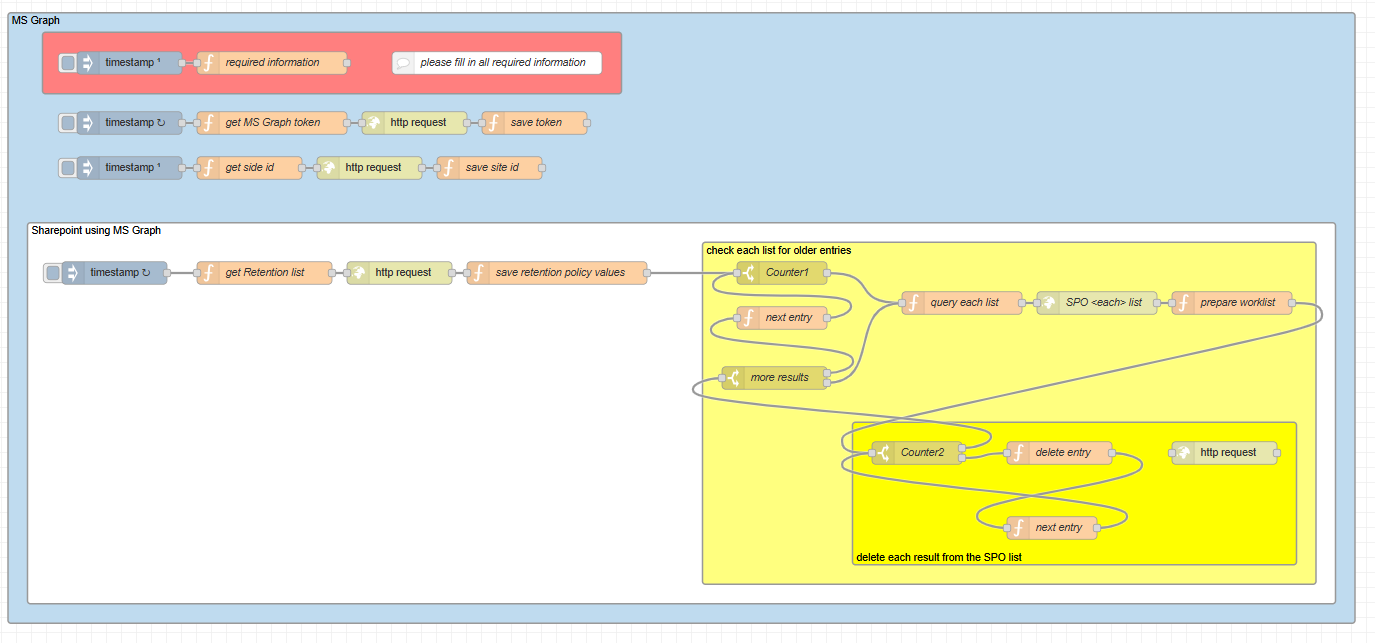 MS Graph
timestamp ¹
required information
please fill in all required information
timestamp ↻
get MS Graph token
http request
save token
timestamp ¹
get side id
http request
save site id
Sharepoint using MS Graph
timestamp ↻
get Retention list
http request
save retention policy values
check each list for older entries
Counter1
next entry
more results
query each list
SPO <each> list
prepare worklist
Counter2
delete entry
http request
next entry
delete each result from the SPO list